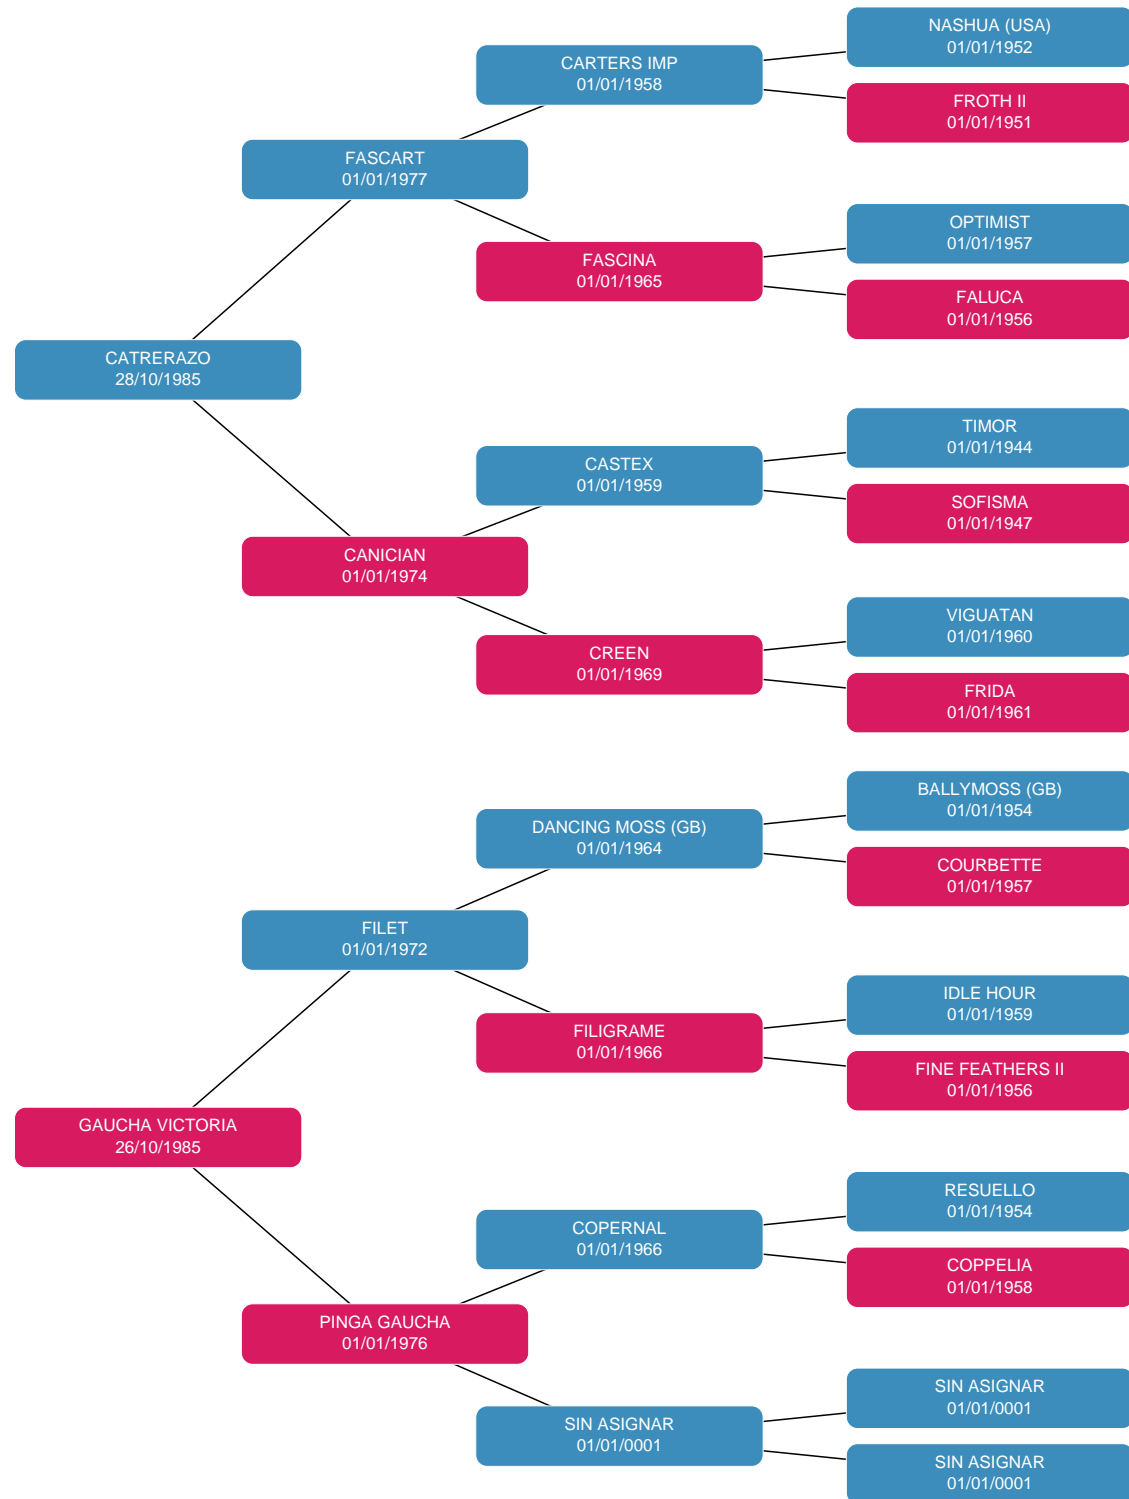 NASHUA (USA)
01/01/1952
CARTERS IMP
01/01/1958
FROTH II
01/01/1951
FASCART
01/01/1977
OPTIMIST
01/01/1957
FASCINA
01/01/1965
FALUCA
01/01/1956
CATRERAZO
28/10/1985
TIMOR
01/01/1944
CASTEX
01/01/1959
SOFISMA
01/01/1947
CANICIAN
01/01/1974
VIGUATAN
01/01/1960
CREEN
01/01/1969
FRIDA
01/01/1961
BALLYMOSS (GB)
01/01/1954
DANCING MOSS (GB)
01/01/1964
COURBETTE
01/01/1957
FILET
01/01/1972
IDLE HOUR
01/01/1959
FILIGRAME
01/01/1966
FINE FEATHERS II
01/01/1956
GAUCHA VICTORIA
26/10/1985
RESUELLO
01/01/1954
COPERNAL
01/01/1966
COPPELIA
01/01/1958
PINGA GAUCHA
01/01/1976
SIN ASIGNAR
01/01/0001
SIN ASIGNAR
01/01/0001
SIN ASIGNAR
01/01/0001